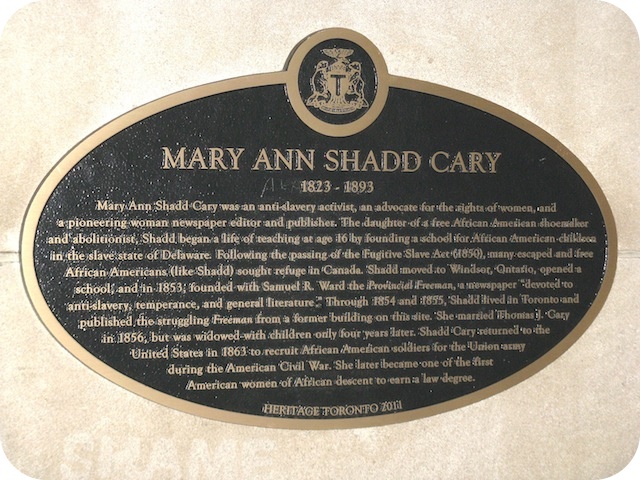 MARY ANN SHADD CARY
1823 - 1893
Mary Ann Shadd Cary was an anti-slavery activist, an advocate for the rights of women, and
a pioneering woman newspaper editor and publisher. The daughter of a free African American shoemaker
and abolitionist, Shadd began a life of teaching at age 16 by founding a school for African American children
in the slave state of Delaware. Following the passing of the Fugitive Slave Act (1850), many escaped and free
African Americans (like Shadd) sought refuge in Canada. Shadd moved to Windsor, Ontario, opened a
school, and in 1853, founded with Samuel R. Ward the Provincial Freeman, a newspaper "devoted to
anti-slavery, temperance, and general literature." Through 1854 and 1855, Shadd lived in Toronto and
published the struggling Freeman from a former building on this site. She married Thomas J. Cary
in 1856, but was widowed with children only four years later. Shadd Cary returned to the
United States in 1863 to recruit African American soldiers for the Union army
during the American Civil War. She later became one of the first
American women of African descent to earn a law degree.
HERITAGE TORONTO 2011
SHAME